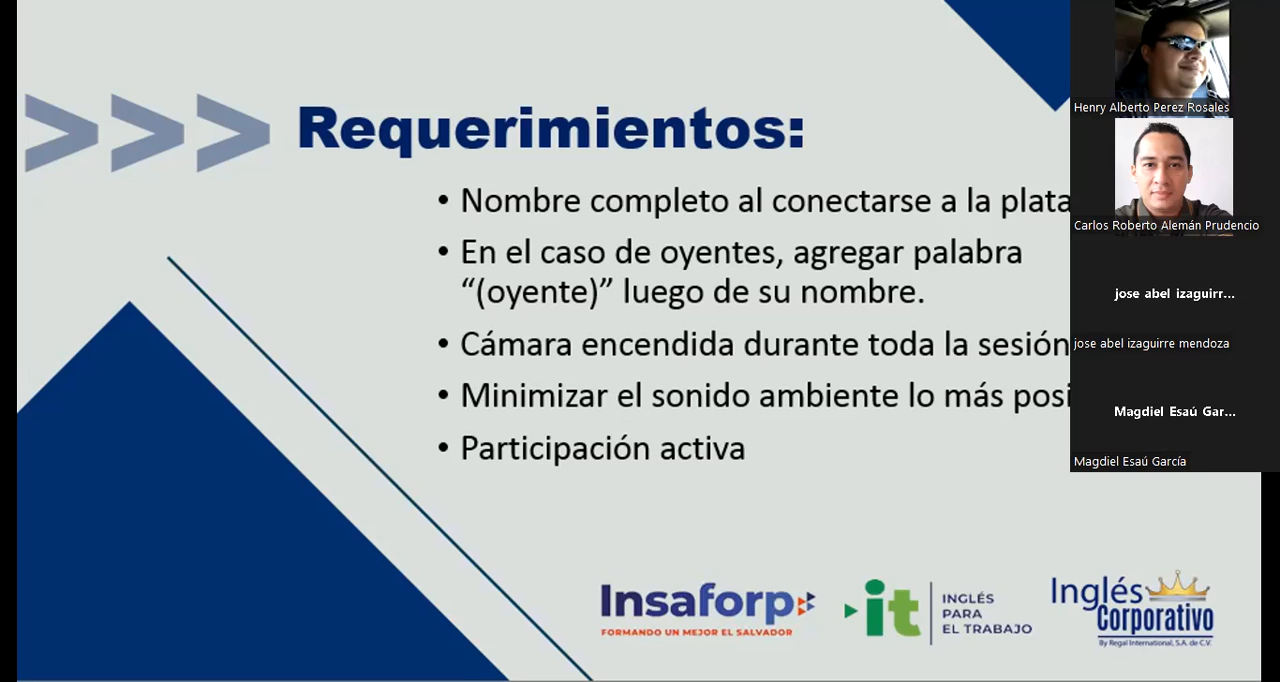 Requerimientos:
• Nombre completo al conectarse a la plata
• En el caso de oyentes, agregar palabra
“(oyente)” luego de su nombre.
• Cámara encendida durante toda la sesión
• Minimizar el sonido ambiente lo más posi
• Participación activa
Insaforp
FORMANDO UN MEJOR EL SALVADOR
it
INGLÉS
PARA
EL TRABAJO
Inglés
Corporativo
By Regal International, S.A. de C.V.
Henry Alberto Perez Rosales
Carlos Roberto Alemán Prudencio
jose abel izaguirr...
jose abel izaguirre mendoza
Magdiel Esaú Gar...
Magdiel Esaú García